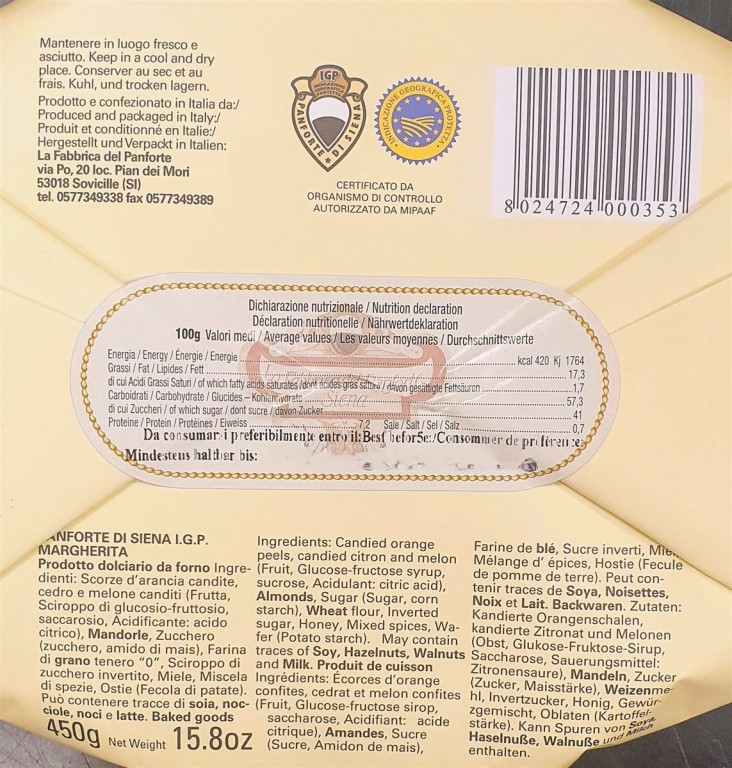 Mantenere in luogo fresco e
asciutto. Keep in a cool and dry
place. Conserver au sec et au
frais. Kuhl, und trocken lagern.
Prodotto e confezionato in Italia da:/
Produced and packaged in Italy:/
Produit et conditionné en Italie:/
Hergestellt und Verpackt in Italien:
La Fabbrica del Panforte
via Po, 20 loc. Pian dei Mori
53018 Sovicille (SI)
tel. 0577349338 fax 0577349389
IGP
INDICAZIONE
GEOGRAFICA
PROTETTA
PANFORTE DI SIENA
INDICAZIONE GEOGRAFICA PROTETTA
CERTIFICATO DA
ORGANISMO DI CONTROLLO
AUTORIZZATO DA MIPAAF
8 024724 000353
Dichiarazione nutrizionale / Nutrition declaration
Déclaration nutritionelle / Nährwertdeklaration
100g Valori medi / Average values / Les valeurs moyennes / Durchschnittswerte
Energia / Energy / Énergie / Energie kcal 420 Kj 1764
Grassi / Fat / Lipides / Fett 17,3
di cui Acidi Grassi Saturi / of which fatty acids saturates / dont acides gras saturé / davon gesättigte Fettsäuren 1,7
Carboidrati / Carbohydrate / Glucides – Kohlenhydrate 57,3
di cui Zuccheri / of which sugar / dont sucre / davon Zucker 41
Proteine / Protein / Protéines / Eiweiss 7,2 Sale / Salt / Sel / Salz 0,7
Da consumarsi preferibilmente entro il: Best before:/Consommer de préférence
Mindestens haltbar bis:
ANFORTE DI SIENA I.G.P.
MARGHERITA
Prodotto dolciario da forno Ingre-
dienti: Scorze d'arancia candite,
cedro e melone canditi (Frutta,
Sciroppo di glucosio-fruttosio,
saccarosio, Acidificante: acido
citrico), Mandorle, Zucchero
(zucchero, amido di mais), Farina
di grano tenero "0", Sciroppo di
zucchero invertito, Miele, Miscela
di spezie, Ostie (Fecola di patate).
Può contenere tracce di soia, noc-
ciole, noci e latte. Baked goods
450g Net Weight 15.8oz
Ingredients: Candied orange
peels, candied citron and melon
(Fruit, Glucose-fructose syrup,
sucrose, Acidulant: citric acid),
Almonds, Sugar (Sugar, corn
starch), Wheat flour, Inverted
sugar, Honey, Mixed spices, Wa-
fer (Potato starch). May contain
traces of Soy, Hazelnuts, Walnuts
and Milk. Produit de cuisson
Ingrédients: Écorces d'orange
confites, cedrat et melon confites
(Fruit, Glucose-fructose sirop,
saccharose, Acidifiant: acide
citrique), Amandes, Sucre
(Sucre, Amidon de mais),
Farine de blé, Sucre inverti, Mie
Mélange d' épices, Hostie (Fecule
de pomme de terre). Peut con-
tenir traces de Soya, Noisettes,
Noix et Lait. Backwaren. Zutaten:
Kandierte Orangenschalen,
kandierte Zitronat und Melonen
(Obst, Glukose-Fruktose-Sirup,
Saccharose, Sauerungsmittel:
Zitronensaure), Mandeln, Zucker
(Zucker, Maisstärke), Weizenme-
hl, Invertzucker, Honig, Gewür-
zgemischt, Oblaten (Kartoffel-
stärke). Kann Spuren von Soya,
Haselnuße, Walnuße und Milch
enthalten.